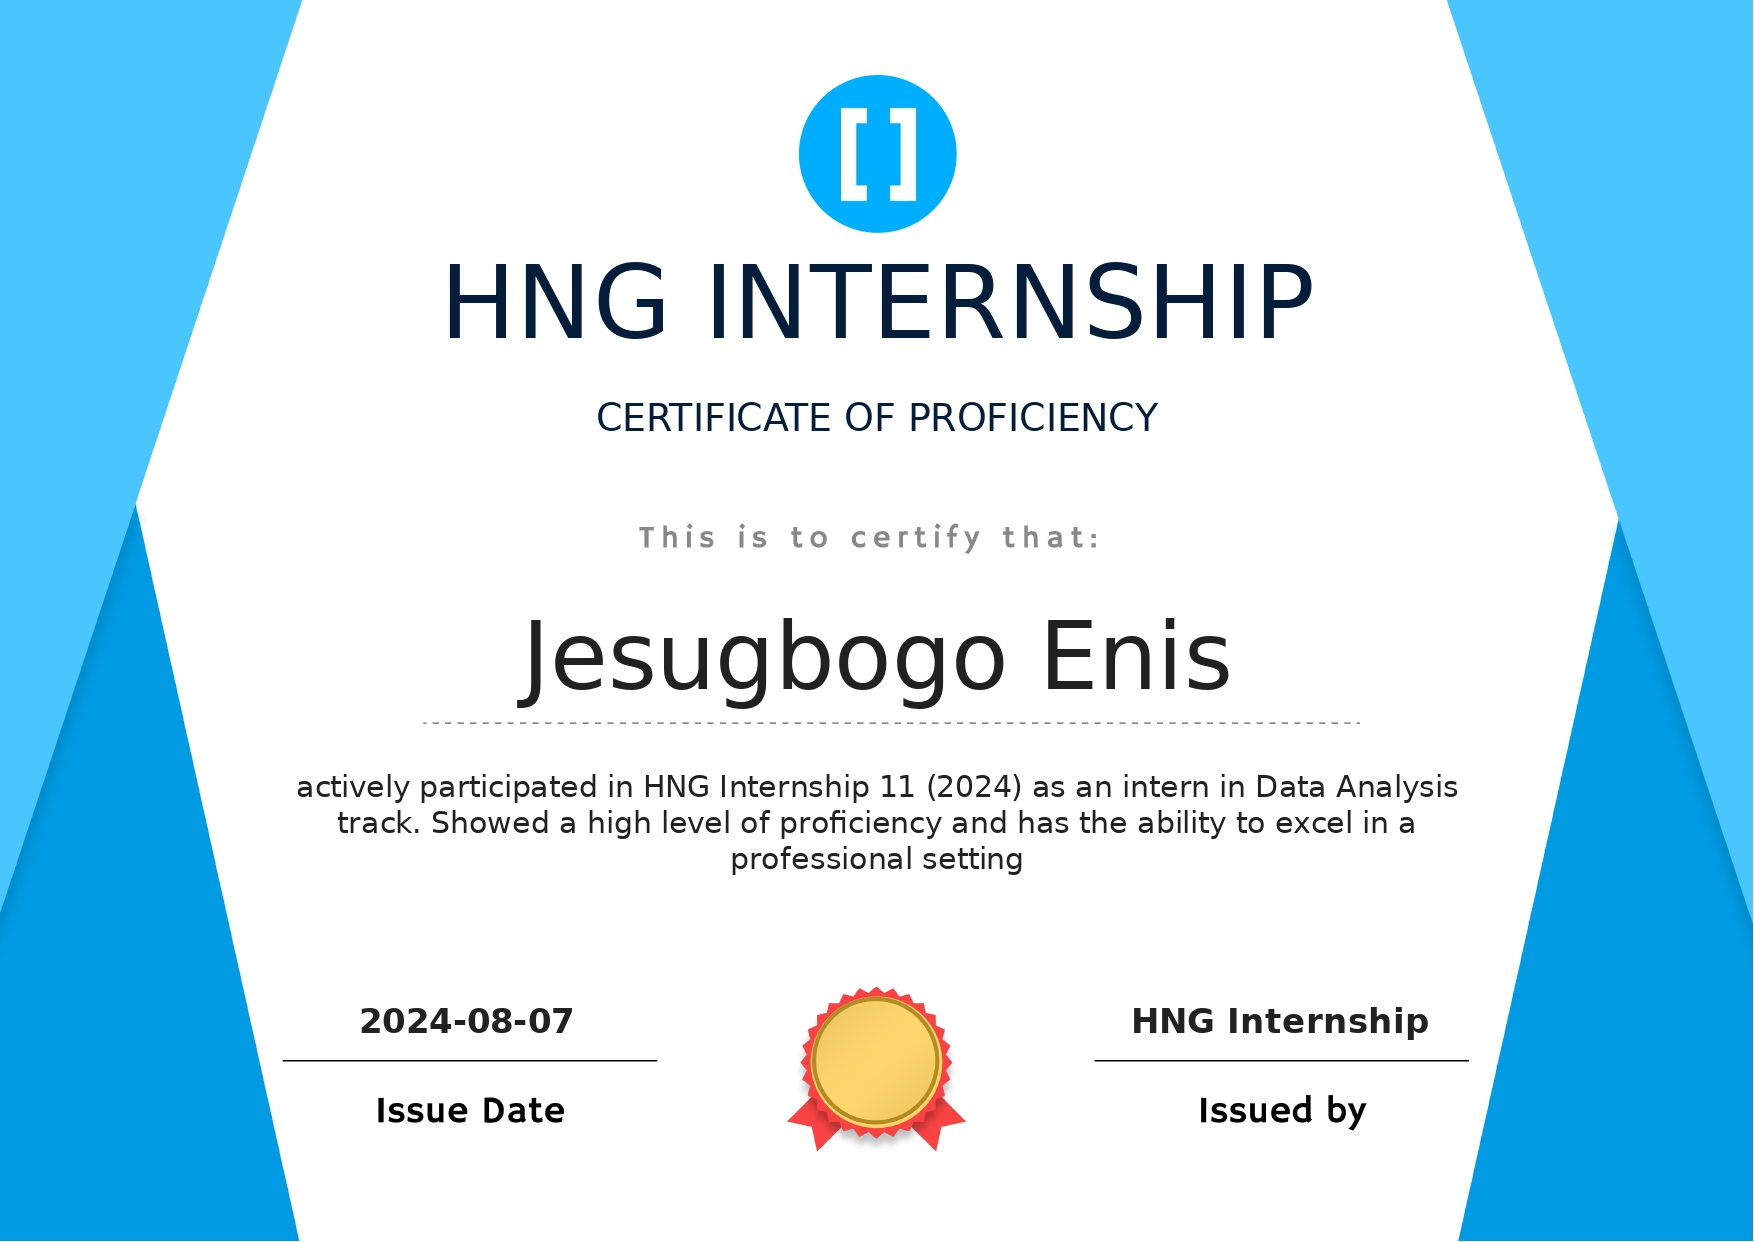 [ ]
HNG INTERNSHIP
CERTIFICATE OF PROFICIENCY
This is to certify that:
Jesugbogo Enis
actively participated in HNG Internship 11 (2024) as an intern in Data Analysis
track. Showed a high level of proficiency and has the ability to excel in a
professional setting
2024-08-07
HNG Internship
Issue Date
Issued by